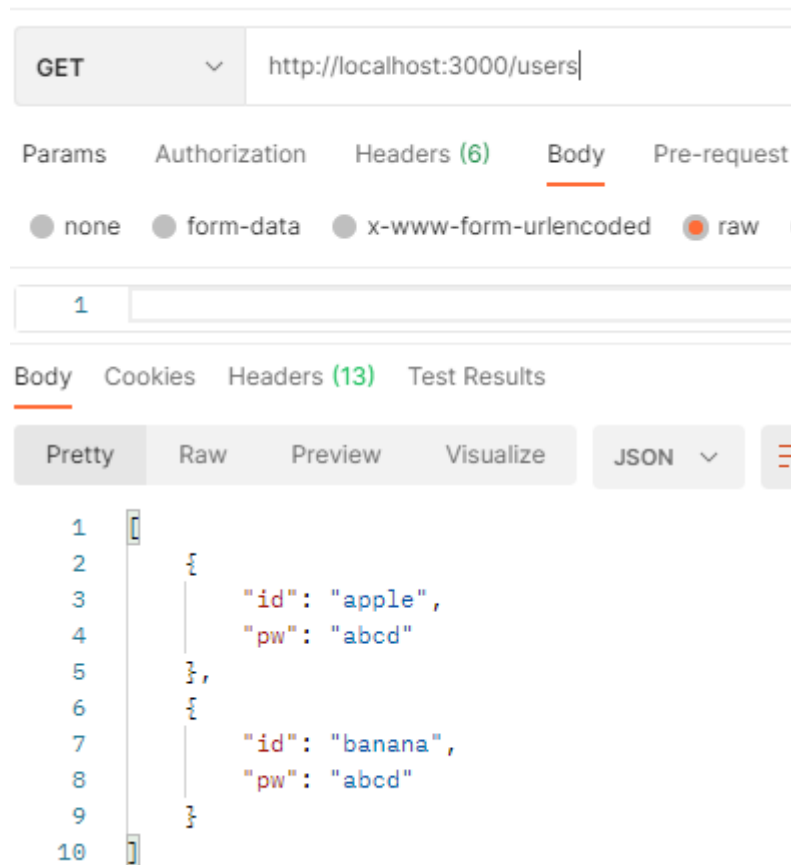 GET http://localhost:3000/users
Params Authorization Headers (6) Body Pre-request
none form-data x-www-form-urlencoded raw
1
Body Cookies Headers (13) Test Results
Pretty Raw Preview Visualize JSON
1 [
2 {
3 "id": "apple",
4 "pw": "abcd"
5 },
6 {
7 "id": "banana",
8 "pw": "abcd"
9 }
10 ]